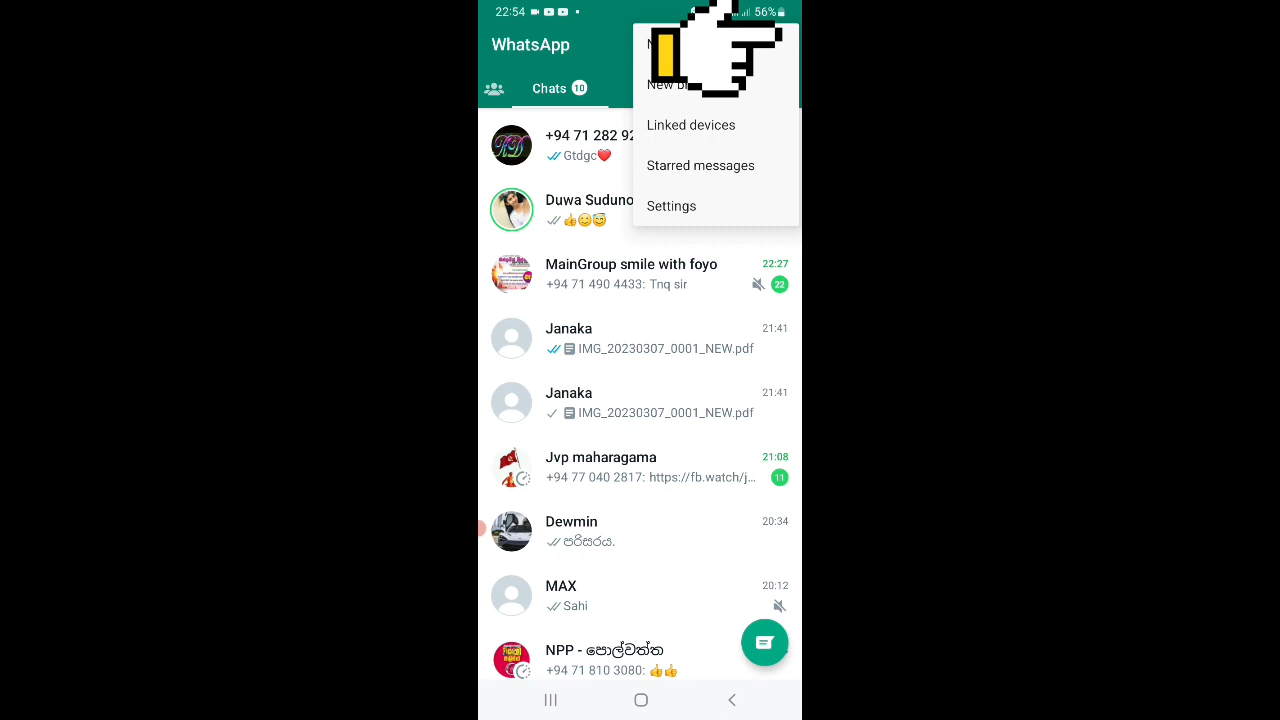 22:54
56%
WhatsApp
Chats 10
Linked devices
Starred messages
Settings
+94 71 282 92
Gtdgc❤️
Duwa Suduno
👍😊😇
MainGroup smile with foyo 22:27
+94 71 490 4433: Tnq sir 22
Janaka 21:41
IMG_20230307_0001_NEW.pdf
Janaka 21:41
IMG_20230307_0001_NEW.pdf
Jvp maharagama 21:08
+94 77 040 2817: https://fb.watch/j... 11
Dewmin 20:34
පරිසරය.
MAX 20:12
Sahi
NPP - පොල්වත්ත
+94 71 810 3080: 👍👍